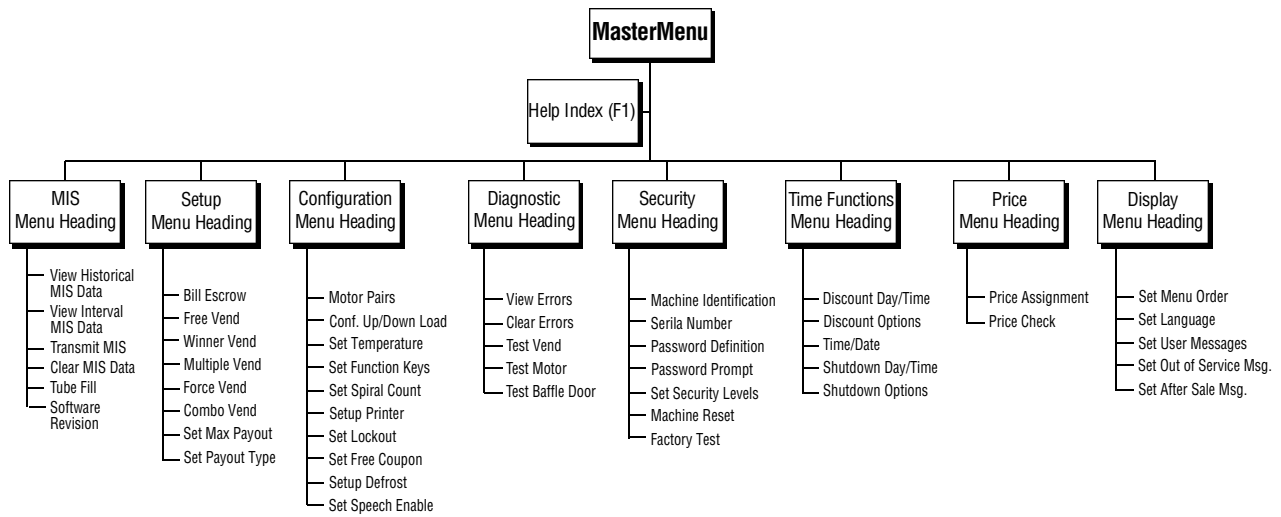 MasterMenu
Help Index (F1)
MIS
Menu Heading
View Historical
MIS Data
View Interval
MIS Data
Transmit MIS
Clear MIS Data
Tube Fill
Software
Revision
Setup
Menu Heading
Bill Escrow
Free Vend
Winner Vend
Multiple Vend
Force Vend
Combo Vend
Set Max Payout
Set Payout Type
Configuration
Menu Heading
Motor Pairs
Conf. Up/Down Load
Set Temperature
Set Function Keys
Set Spiral Count
Setup Printer
Set Lockout
Set Free Coupon
Setup Defrost
Set Speech Enable
Diagnostic
Menu Heading
View Errors
Clear Errors
Test Vend
Test Motor
Test Baffle Door
Security
Menu Heading
Machine Identification
Serila Number
Password Definition
Password Prompt
Set Security Levels
Machine Reset
Factory Test
Time Functions
Menu Heading
Discount Day/Time
Discount Options
Time/Date
Shutdown Day/Time
Shutdown Options
Price
Menu Heading
Price Assignment
Price Check
Display
Menu Heading
Set Menu Order
Set Language
Set User Messages
Set Out of Service Msg.
Set After Sale Msg.